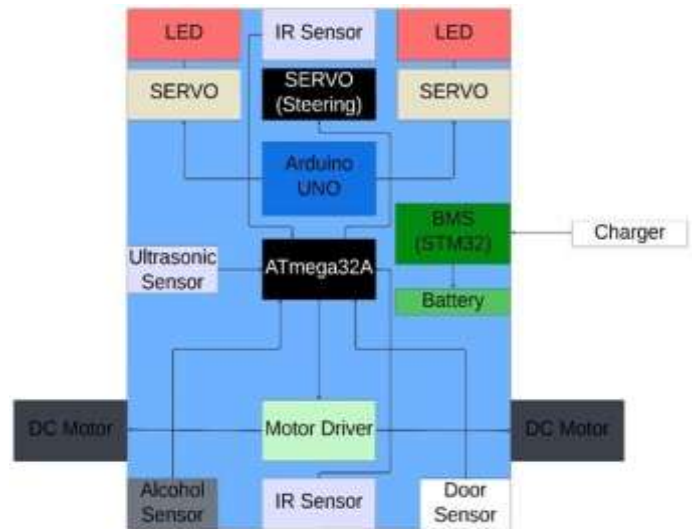 LED
IR Sensor
LED
SERVO
SERVO
(Steering)
SERVO
Arduino
UNO
BMS
(STM32)
Charger
Ultrasonic
Sensor
ATmega32A
Battery
DC Motor
Motor Driver
DC Motor
Alcohol
Sensor
IR Sensor
Door
Sensor